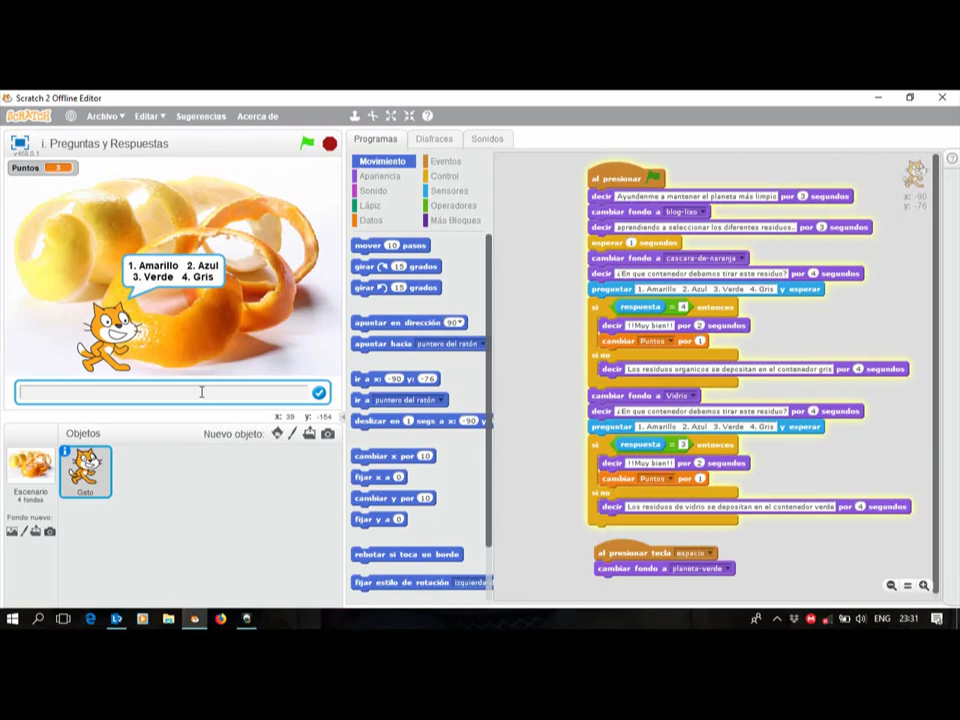 Scratch 2 Offline Editor
SCRATCH Archivo Editar Sugerencias Acerca de
i. Preguntas y Respuestas
Puntos 3
1. Amarillo 2. Azul
3. Verde 4. Gris
x: 39 y: -154
Objetos Nuevo objeto:
Escenario
4 fondos
Fondo nuevo:
Gato
Programas Disfraces Sonidos
Movimiento Eventos
Apariencia Control
Sonido Sensores
Lápiz Operadores
Datos Más Bloques
mover 10 pasos
girar 15 grados
girar 15 grados
apuntar en dirección 90
apuntar hacia puntero del ratón
ir a x: -90 y: -76
ir a puntero del ratón
deslizar en 1 segs a x: -90 y
cambiar x por 10
fijar x a 0
cambiar y por 10
fijar y a 0
rebotar si toca un borde
fijar estilo de rotación izquierda
x: -90
y: -76
al presionar
decir Ayundenme a mantener el planeta más limpio por 3 segundos
cambiar fondo a blog-lixo
decir aprendiendo a seleccionar los diferentes residuos.. por 3 segundos
esperar 1 segundos
cambiar fondo a cascara-de-naranja
decir ¿En que contenedor debemos tirar este residuo? por 4 segundos
preguntar 1. Amarillo 2. Azul 3. Verde 4. Gris y esperar
si respuesta = 4 entonces
decir !!Muy bien!! por 2 segundos
cambiar Puntos por 1
si no
decir Los residuos organicos se depositan en el contenedor gris por 4 segundos
cambiar fondo a Vidrio
decir ¿En que contenedor debemos tirar este residuo? por 4 segundos
preguntar 1. Amarillo 2. Azul 3. Verde 4. Gris y esperar
si respuesta = 3 entonces
decir !!Muy bien!! por 2 segundos
cambiar Puntos por 1
si no
decir Los residuos de vidrio se depositan en el contenedor verde por 4 segundos
al presionar tecla espacio
cambiar fondo a planeta-verde
ENG 23:31